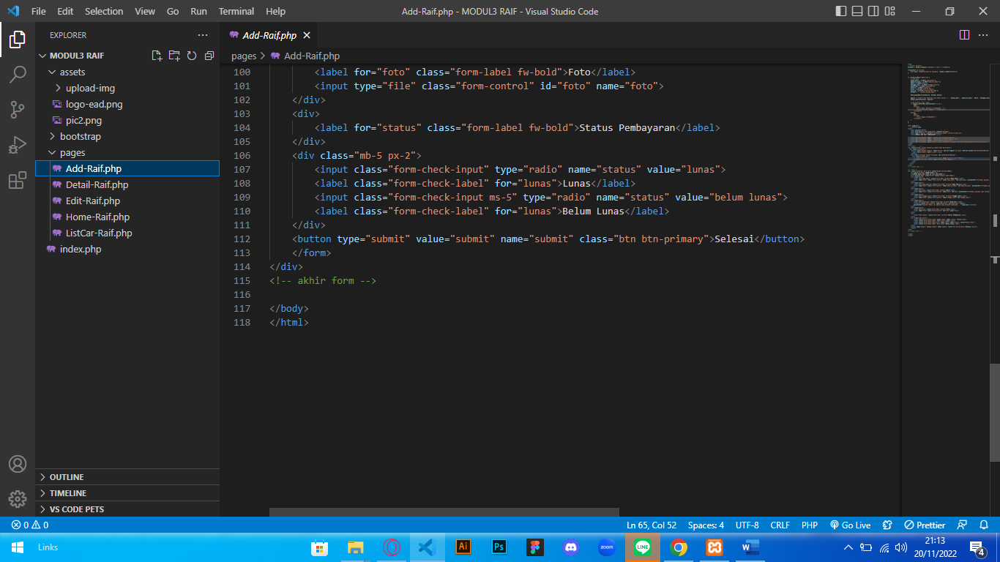 File Edit Selection View Go Run Terminal Help
Add-Raif.php - MODUL3 RAIF - Visual Studio Code
EXPLORER
MODUL3 RAIF
assets
upload-img
logo-ead.png
pic2.png
bootstrap
pages
Add-Raif.php
Detail-Raif.php
Edit-Raif.php
Home-Raif.php
ListCar-Raif.php
index.php
OUTLINE
TIMELINE
VS CODE PETS
Add-Raif.php
pages > Add-Raif.php
100 <label for="foto" class="form-label fw-bold">Foto</label>
101 <input type="file" class="form-control" id="foto" name="foto">
102 </div>
103 <div>
104 <label for="status" class="form-label fw-bold">Status Pembayaran</label>
105 </div>
106 <div class="mb-5 px-2">
107 <input class="form-check-input" type="radio" name="status" value="lunas">
108 <label class="form-check-label" for="lunas">Lunas</label>
109 <input class="form-check-input ms-5" type="radio" name="status" value="belum lunas">
110 <label class="form-check-label" for="lunas">Belum Lunas</label>
111 </div>
112 <button type="submit" value="submit" name="submit" class="btn btn-primary">Selesai</button>
113 </form>
114 </div>
115 <!-- akhir form -->
116
117 </body>
118 </html>
0 0
Ln 65, Col 52 Spaces: 4 UTF-8 CRLF PHP Go Live Prettier
Links
Ai
Ps
zoom
LINE
W
21:13
20/11/2022
4